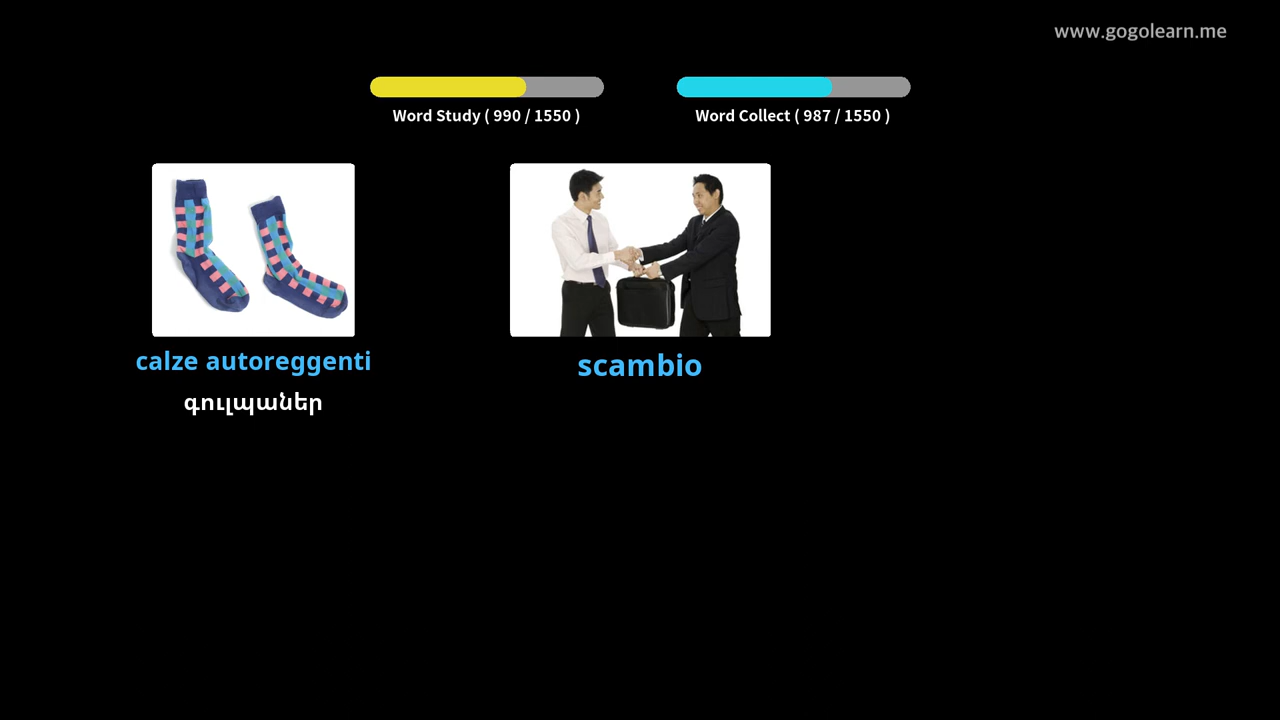 www.gogolearn.me
Word Study ( 990 / 1550 )
Word Collect ( 987 / 1550 )
calze autoreggenti
գուլպաներ
scambio